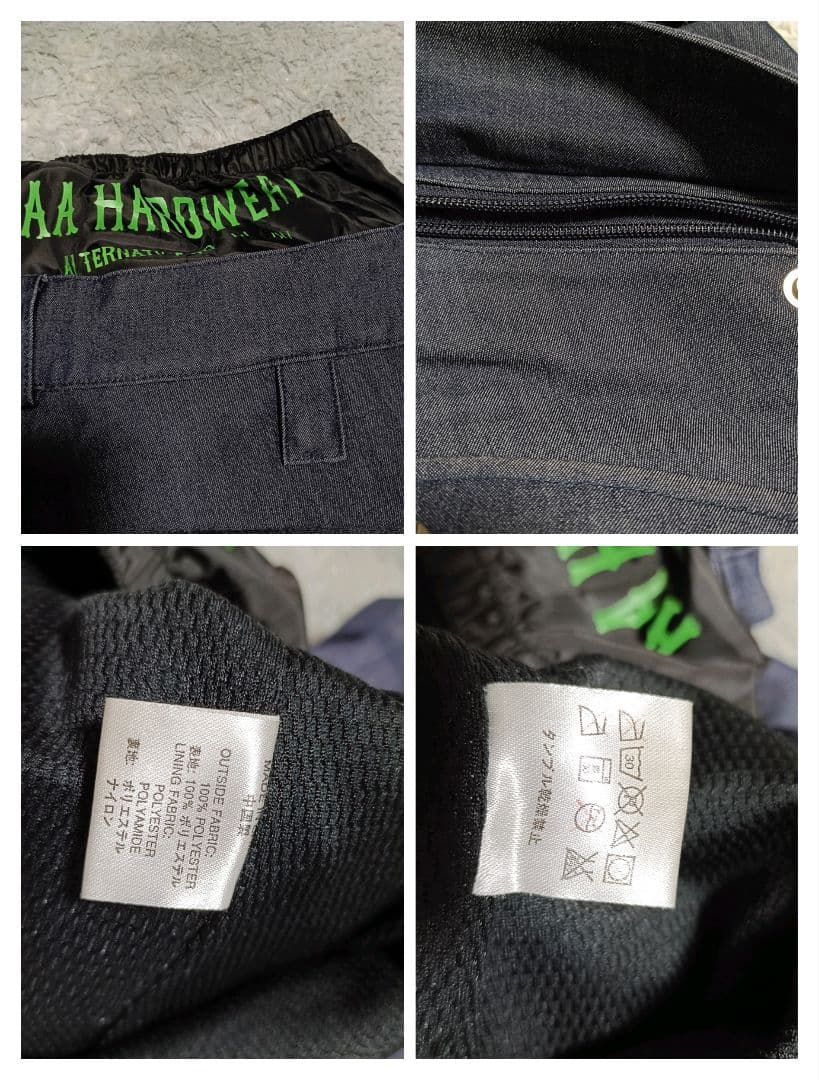 AA HARDWEAR
ALTERNATIVE
MADE IN
中国製
OUTSIDE FABRIC:
100% POLYESTER
表地: 100% ポリエステル
LINING FABRIC:
POLYESTER
POLYAMIDE
裏地: ポリエステル
ナイロン
30
タンブル乾燥禁止